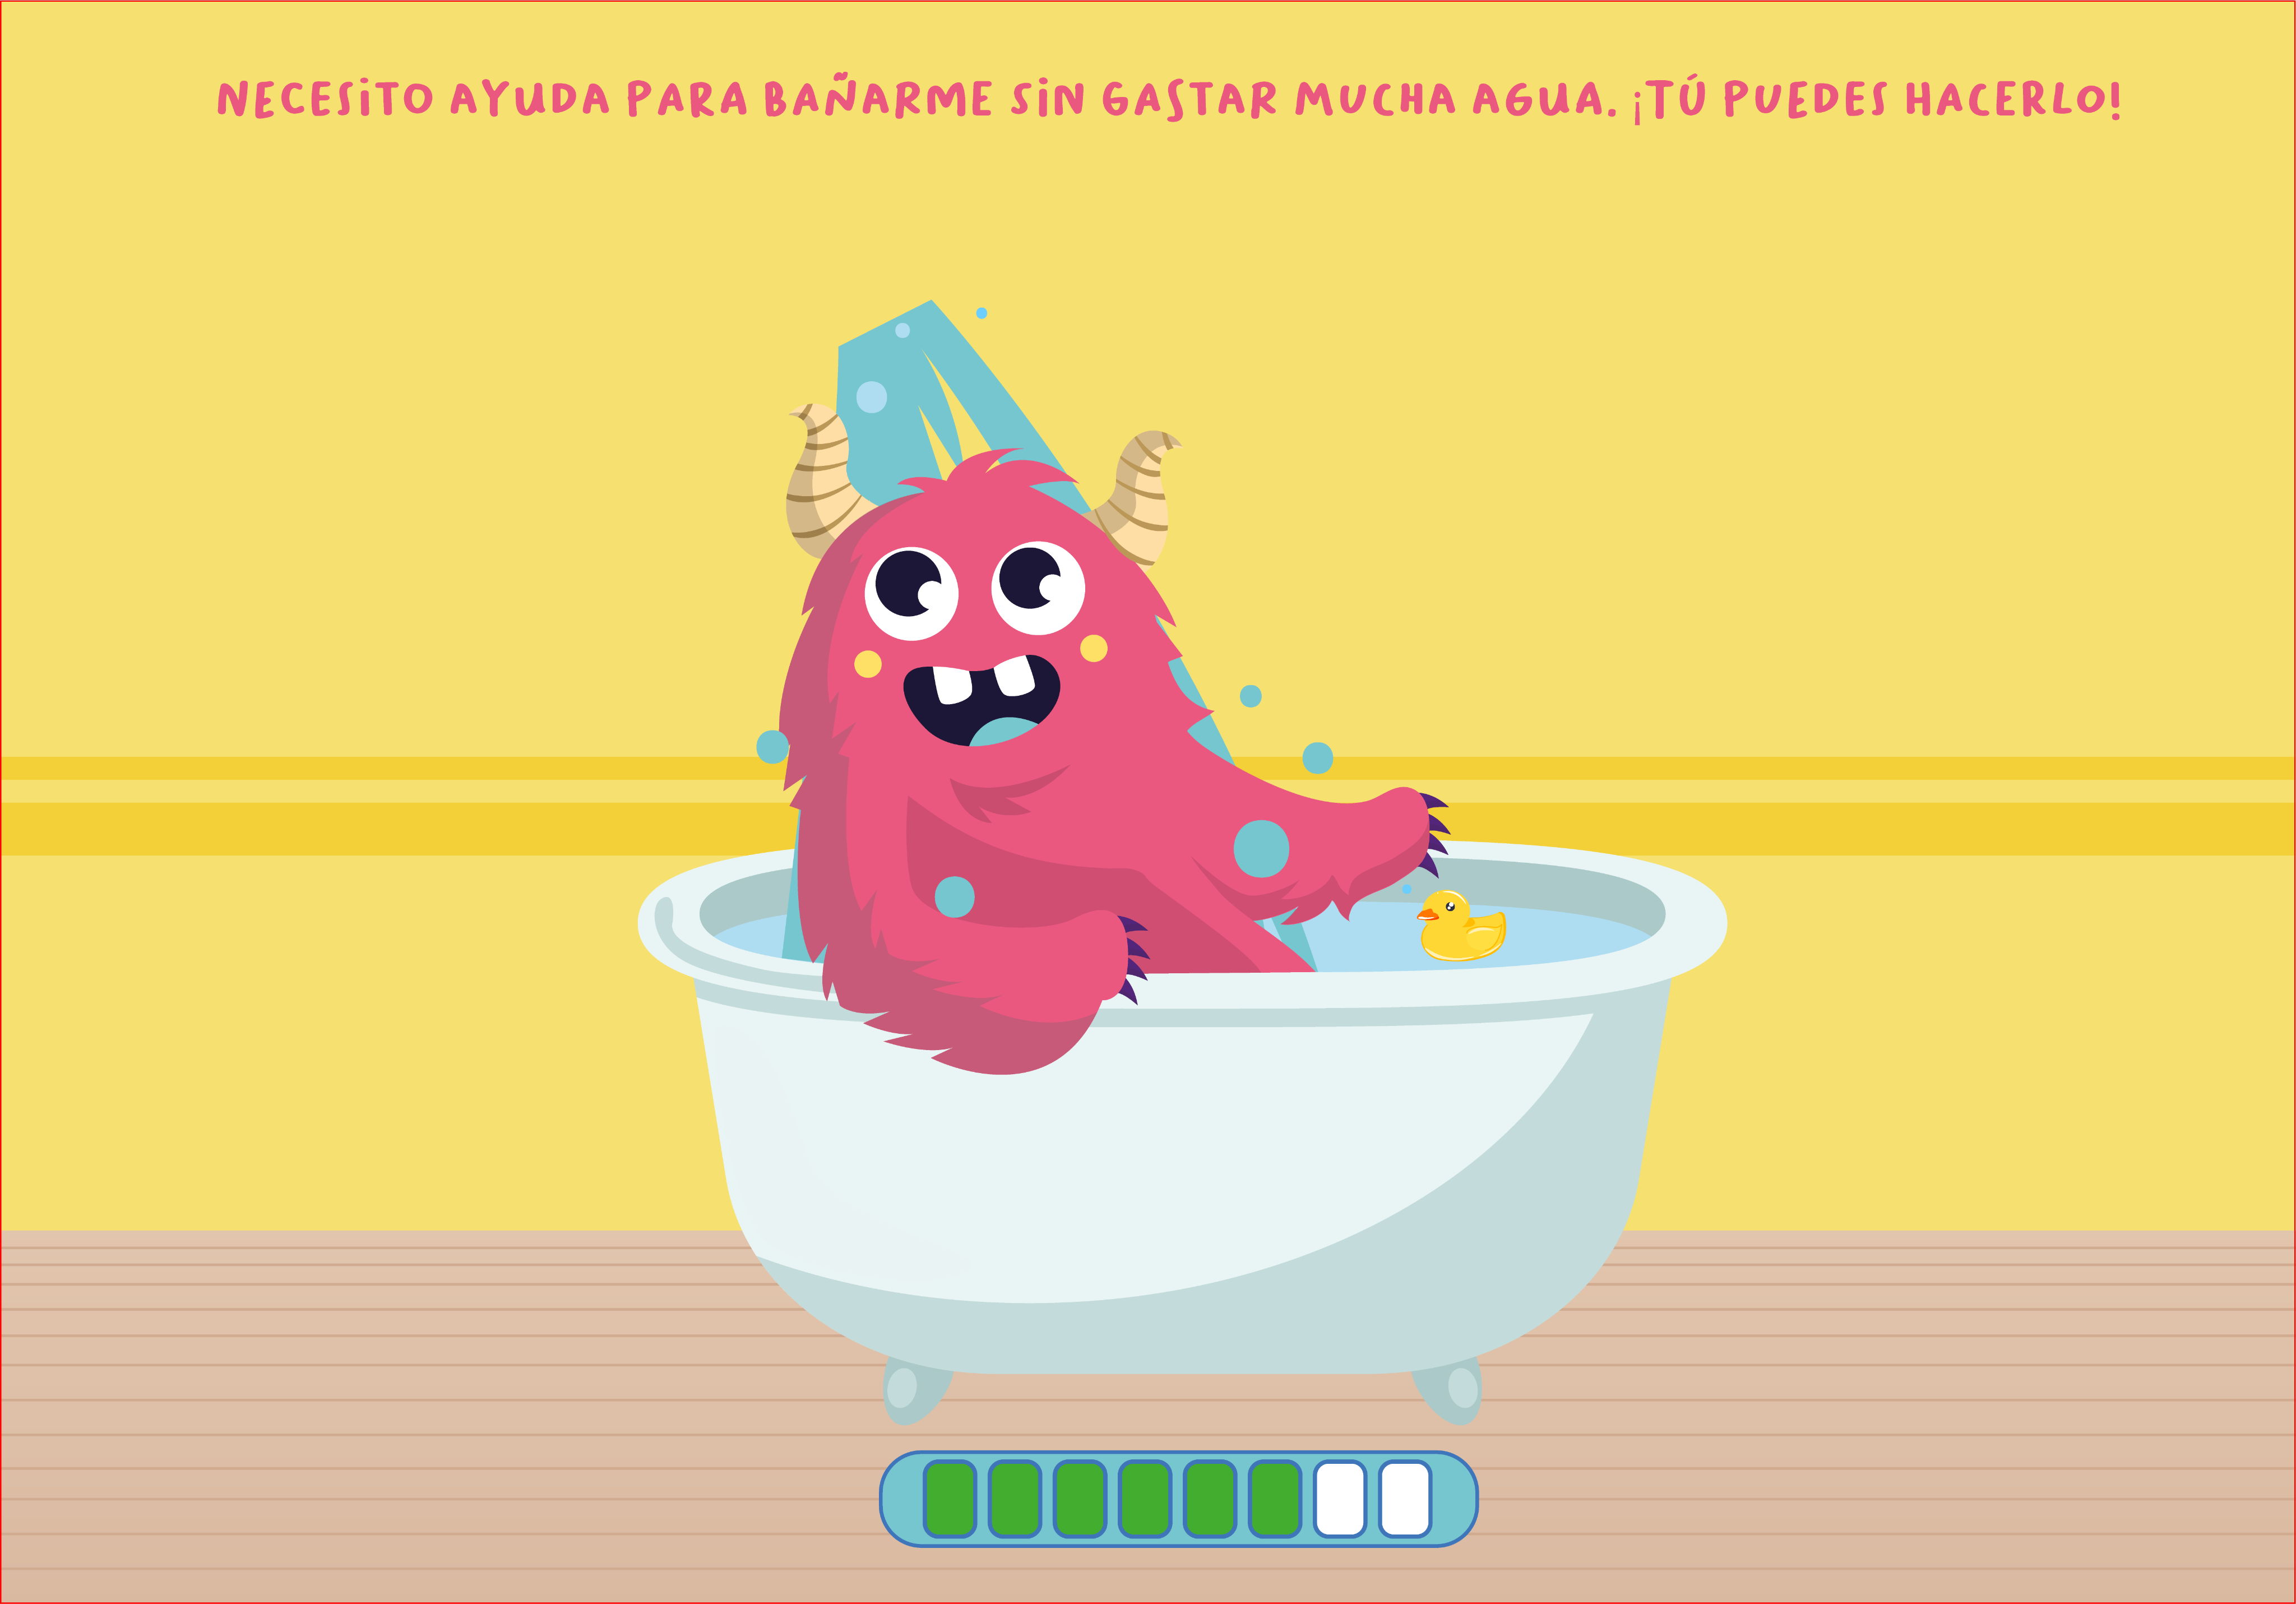 NECESITO AYUDA PARA BAÑARME SIN GASTAR MUCHA AGUA. ¡TÚ PUEDES HACERLO!